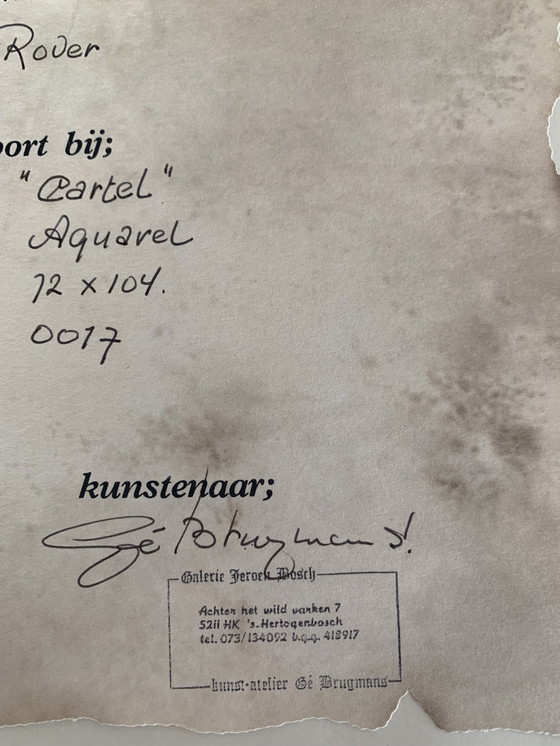 Rover
oort bij;
"Cartel"
Aquarel
72 x 104.
0017
kunstenaar;
Gé Brugmans.
Galerie Jeroen Bosch
Achter het wild varken 7
5211 HK 's-Hertogenbosch
tel. 073/134092 b.g.g. 418917
kunst-atelier Gé Brugmans